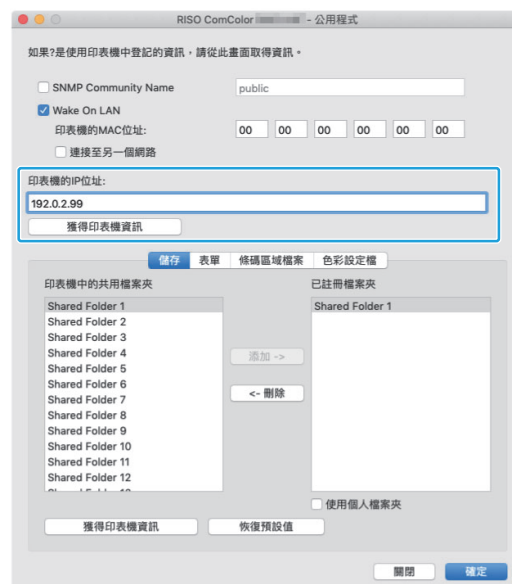 RISO ComColor - 公用程式
如果?是使用印表機中登記的資訊，請從此畫面取得資訊。
SNMP Community Name
public
Wake On LAN
印表機的MAC位址:
00 00 00 00 00 00
連接至另一個網路
印表機的IP位址:
192.0.2.99
獲得印表機資訊
儲存 表單 條碼區域檔案 色彩設定檔
印表機中的共用檔案夾
Shared Folder 1
Shared Folder 2
Shared Folder 3
Shared Folder 4
Shared Folder 5
Shared Folder 6
Shared Folder 7
Shared Folder 8
Shared Folder 9
Shared Folder 10
Shared Folder 11
Shared Folder 12
添加 ->
<- 刪除
已註冊檔案夾
Shared Folder 1
使用個人檔案夾
獲得印表機資訊
恢復預設值
關閉
確定